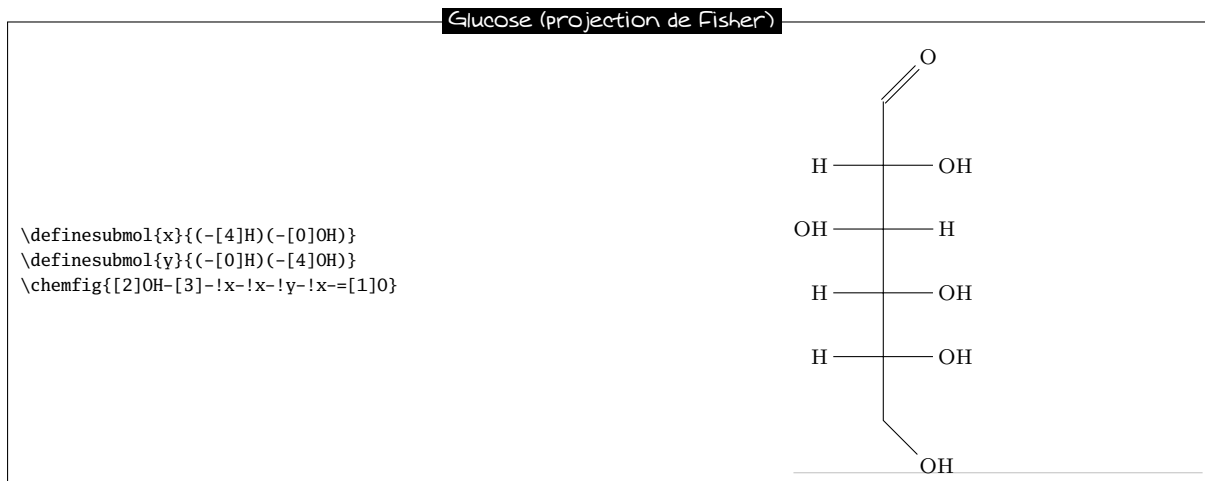 Glucose (projection de Fisher)
\definesubmol{x}{(-[4]H)(-[0]OH)}
\definesubmol{y}{(-[0]H)(-[4]OH)}
\chemfig{[2]OH-[3]-!x-!x-!y-!x-=[1]O}
O
H OH
OH H
H OH
H OH
OH